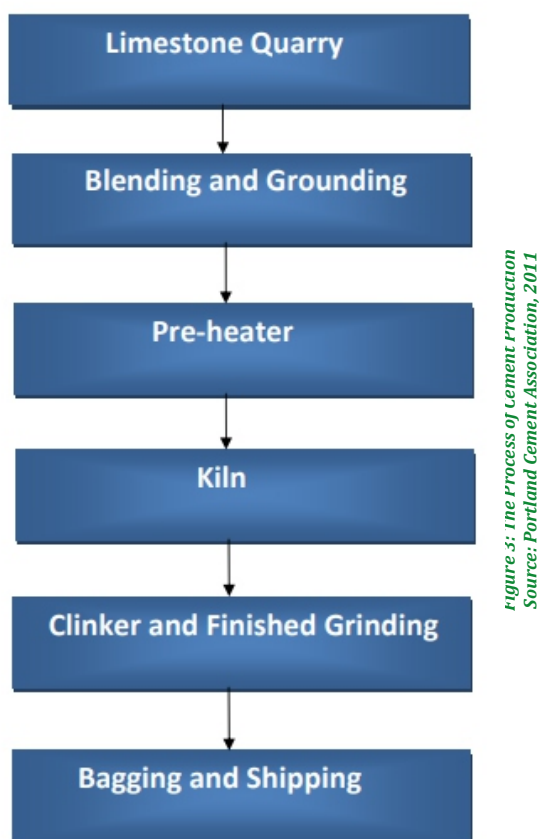 Limestone Quarry
Blending and Grounding
Pre-heater
Kiln
Clinker and Finished Grinding
Bagging and Shipping
Figure 3: The Process of Cement Production
Source: Portland Cement Association, 2011